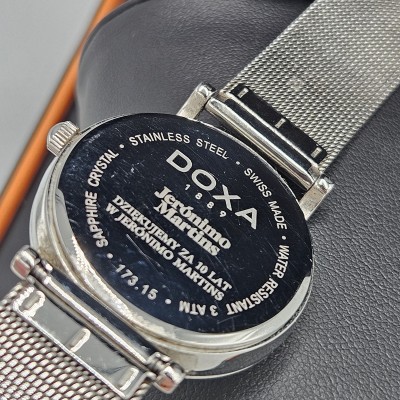 DOXA
1889
Jerónimo
Martins
DZIĘKUJEMY ZA 10 LAT
W JERÓNIMO MARTINS
SAPPHIRE CRYSTAL • STAINLESS STEEL • SWISS MADE • WATER RESISTANT 3 ATM • 173.15 •